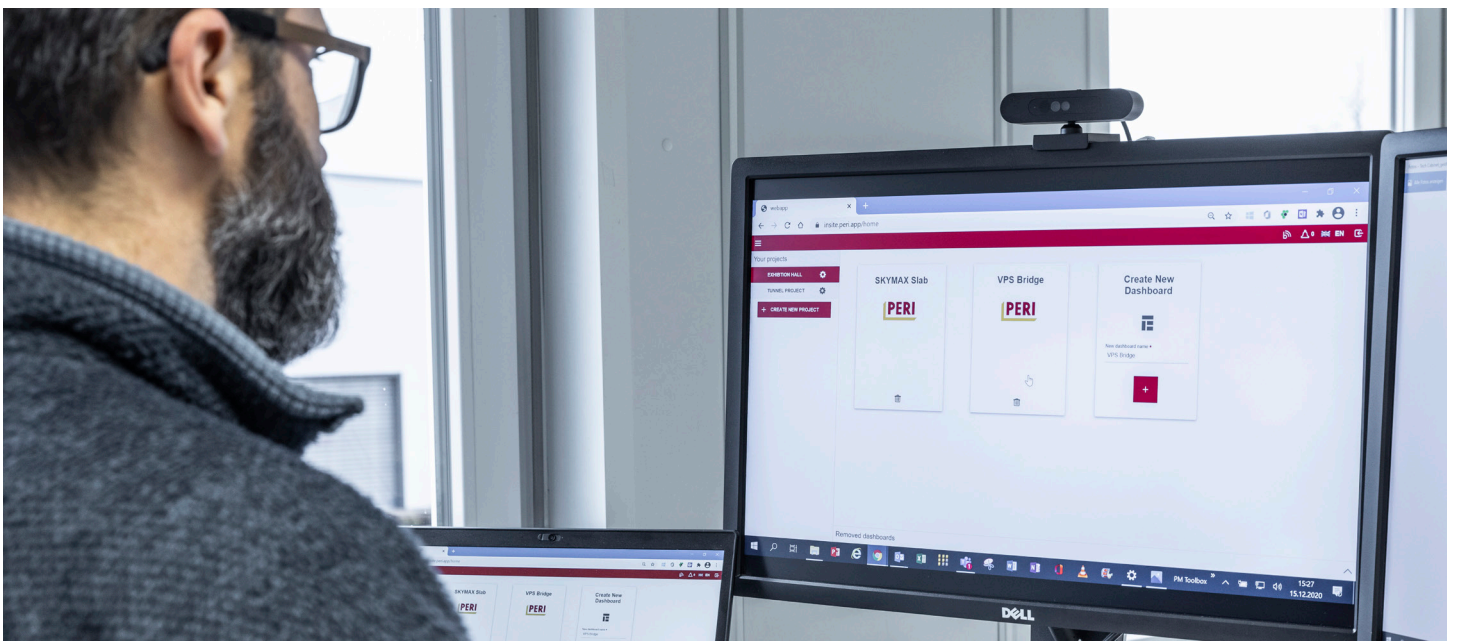 webapp
insite.peri.app/home
EN
Your projects
EXHIBITION HALL
TUNNEL PROJECT
+ CREATE NEW PROJECT
SKYMAX Slab
PERI
VPS Bridge
PERI
Create New
Dashboard
New dashboard name *
VPS Bridge
+
Removed dashboards
PM Toolbox
15:27
15.12.2020
DELL
SKYMAX Slab
PERI
VPS Bridge
PERI
Create New
Dashboard